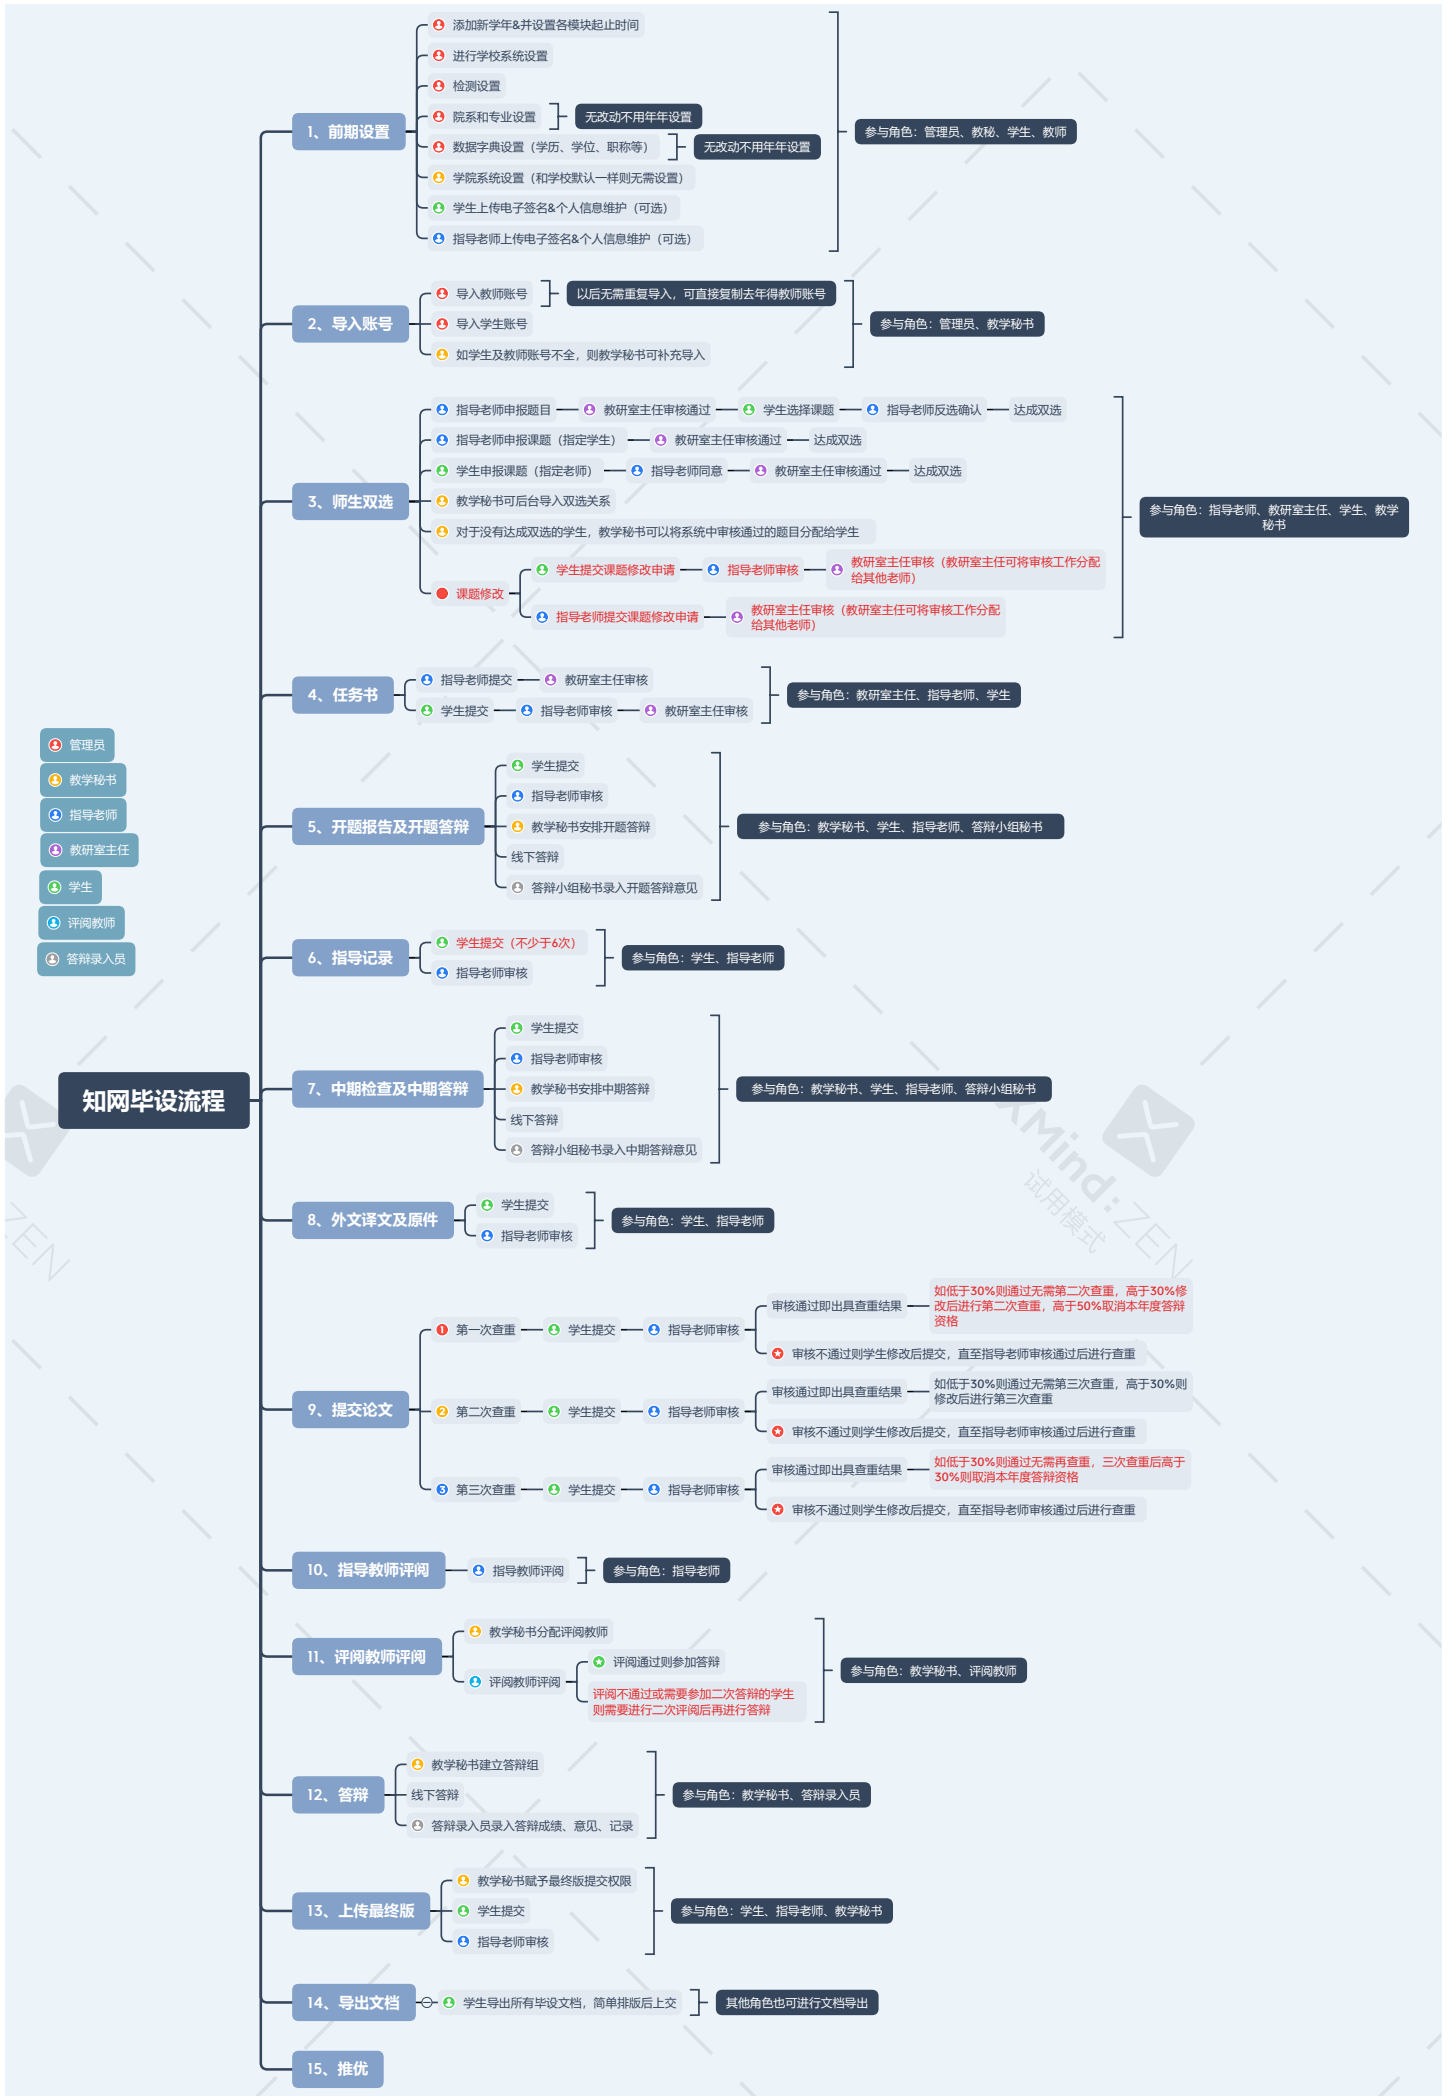 知网毕设流程
管理员
教学秘书
指导老师
教研室主任
学生
评阅教师
答辩录入员
1、前期设置
添加新学年&并设置各模块起止时间
进行学校系统设置
检测设置
院系和专业设置
无改动不用年年设置
数据字典设置（学历、学位、职称等）
无改动不用年年设置
学院系统设置（和学校默认一样则无需设置）
学生上传电子签名&个人信息维护（可选）
指导老师上传电子签名&个人信息维护（可选）
参与角色：管理员、教秘、学生、教师
2、导入账号
导入教师账号
以后无需重复导入，可直接复制去年得教师账号
导入学生账号
如学生及教师账号不全，则教学秘书可补充导入
参与角色：管理员、教学秘书
3、师生双选
指导老师申报题目
教研室主任审核通过
学生选择课题
指导老师反选确认
达成双选
指导老师申报课题（指定学生）
教研室主任审核通过
达成双选
学生申报课题（指定老师）
指导老师同意
教研室主任审核通过
达成双选
教学秘书可后台导入双选关系
对于没有达成双选的学生，教学秘书可以将系统中审核通过的题目分配给学生
课题修改
学生提交课题修改申请
指导老师审核
教研室主任审核（教研室主任可将审核工作分配
给其他老师）
指导老师提交课题修改申请
教研室主任审核（教研室主任可将审核工作分配
给其他老师）
参与角色：指导老师、教研室主任、学生、教学
秘书
4、任务书
指导老师提交
教研室主任审核
学生提交
指导老师审核
教研室主任审核
参与角色：教研室主任、指导老师、学生
5、开题报告及开题答辩
学生提交
指导老师审核
教学秘书安排开题答辩
线下答辩
答辩小组秘书录入开题答辩意见
参与角色：教学秘书、学生、指导老师、答辩小组秘书
6、指导记录
学生提交（不少于6次）
指导老师审核
参与角色：学生、指导老师
7、中期检查及中期答辩
学生提交
指导老师审核
教学秘书安排中期答辩
线下答辩
答辩小组秘书录入中期答辩意见
参与角色：教学秘书、学生、指导老师、答辩小组秘书
8、外文译文及原件
学生提交
指导老师审核
参与角色：学生、指导老师
9、提交论文
1
第一次查重
学生提交
指导老师审核
审核通过即出具查重结果
如低于30%则通过无需第二次查重，高于30%修
改后进行第二次查重，高于50%取消本年度答辩
资格
审核不通过则学生修改后提交，直至指导老师审核通过后进行查重
2
第二次查重
学生提交
指导老师审核
审核通过即出具查重结果
如低于30%则通过无需第三次查重，高于30%则
修改后进行第三次查重
审核不通过则学生修改后提交，直至指导老师审核通过后进行查重
3
第三次查重
学生提交
指导老师审核
审核通过即出具查重结果
如低于30%则通过无需再查重，三次查重后高于
30%则取消本年度答辩资格
审核不通过则学生修改后提交，直至指导老师审核通过后进行查重
10、指导教师评阅
指导教师评阅
参与角色：指导老师
11、评阅教师评阅
教学秘书分配评阅教师
评阅教师评阅
评阅通过则参加答辩
评阅不通过或需要参加二次答辩的学生
则需要进行二次评阅后再进行答辩
参与角色：教学秘书、评阅教师
12、答辩
教学秘书建立答辩组
线下答辩
答辩录入员录入答辩成绩、意见、记录
参与角色：教学秘书、答辩录入员
13、上传最终版
教学秘书赋予最终版提交权限
学生提交
指导老师审核
参与角色：学生、指导老师、教学秘书
14、导出文档
学生导出所有毕设文档，简单排版后上交
其他角色也可进行文档导出
15、推优
XMind:ZEN
试用模式
ZEN